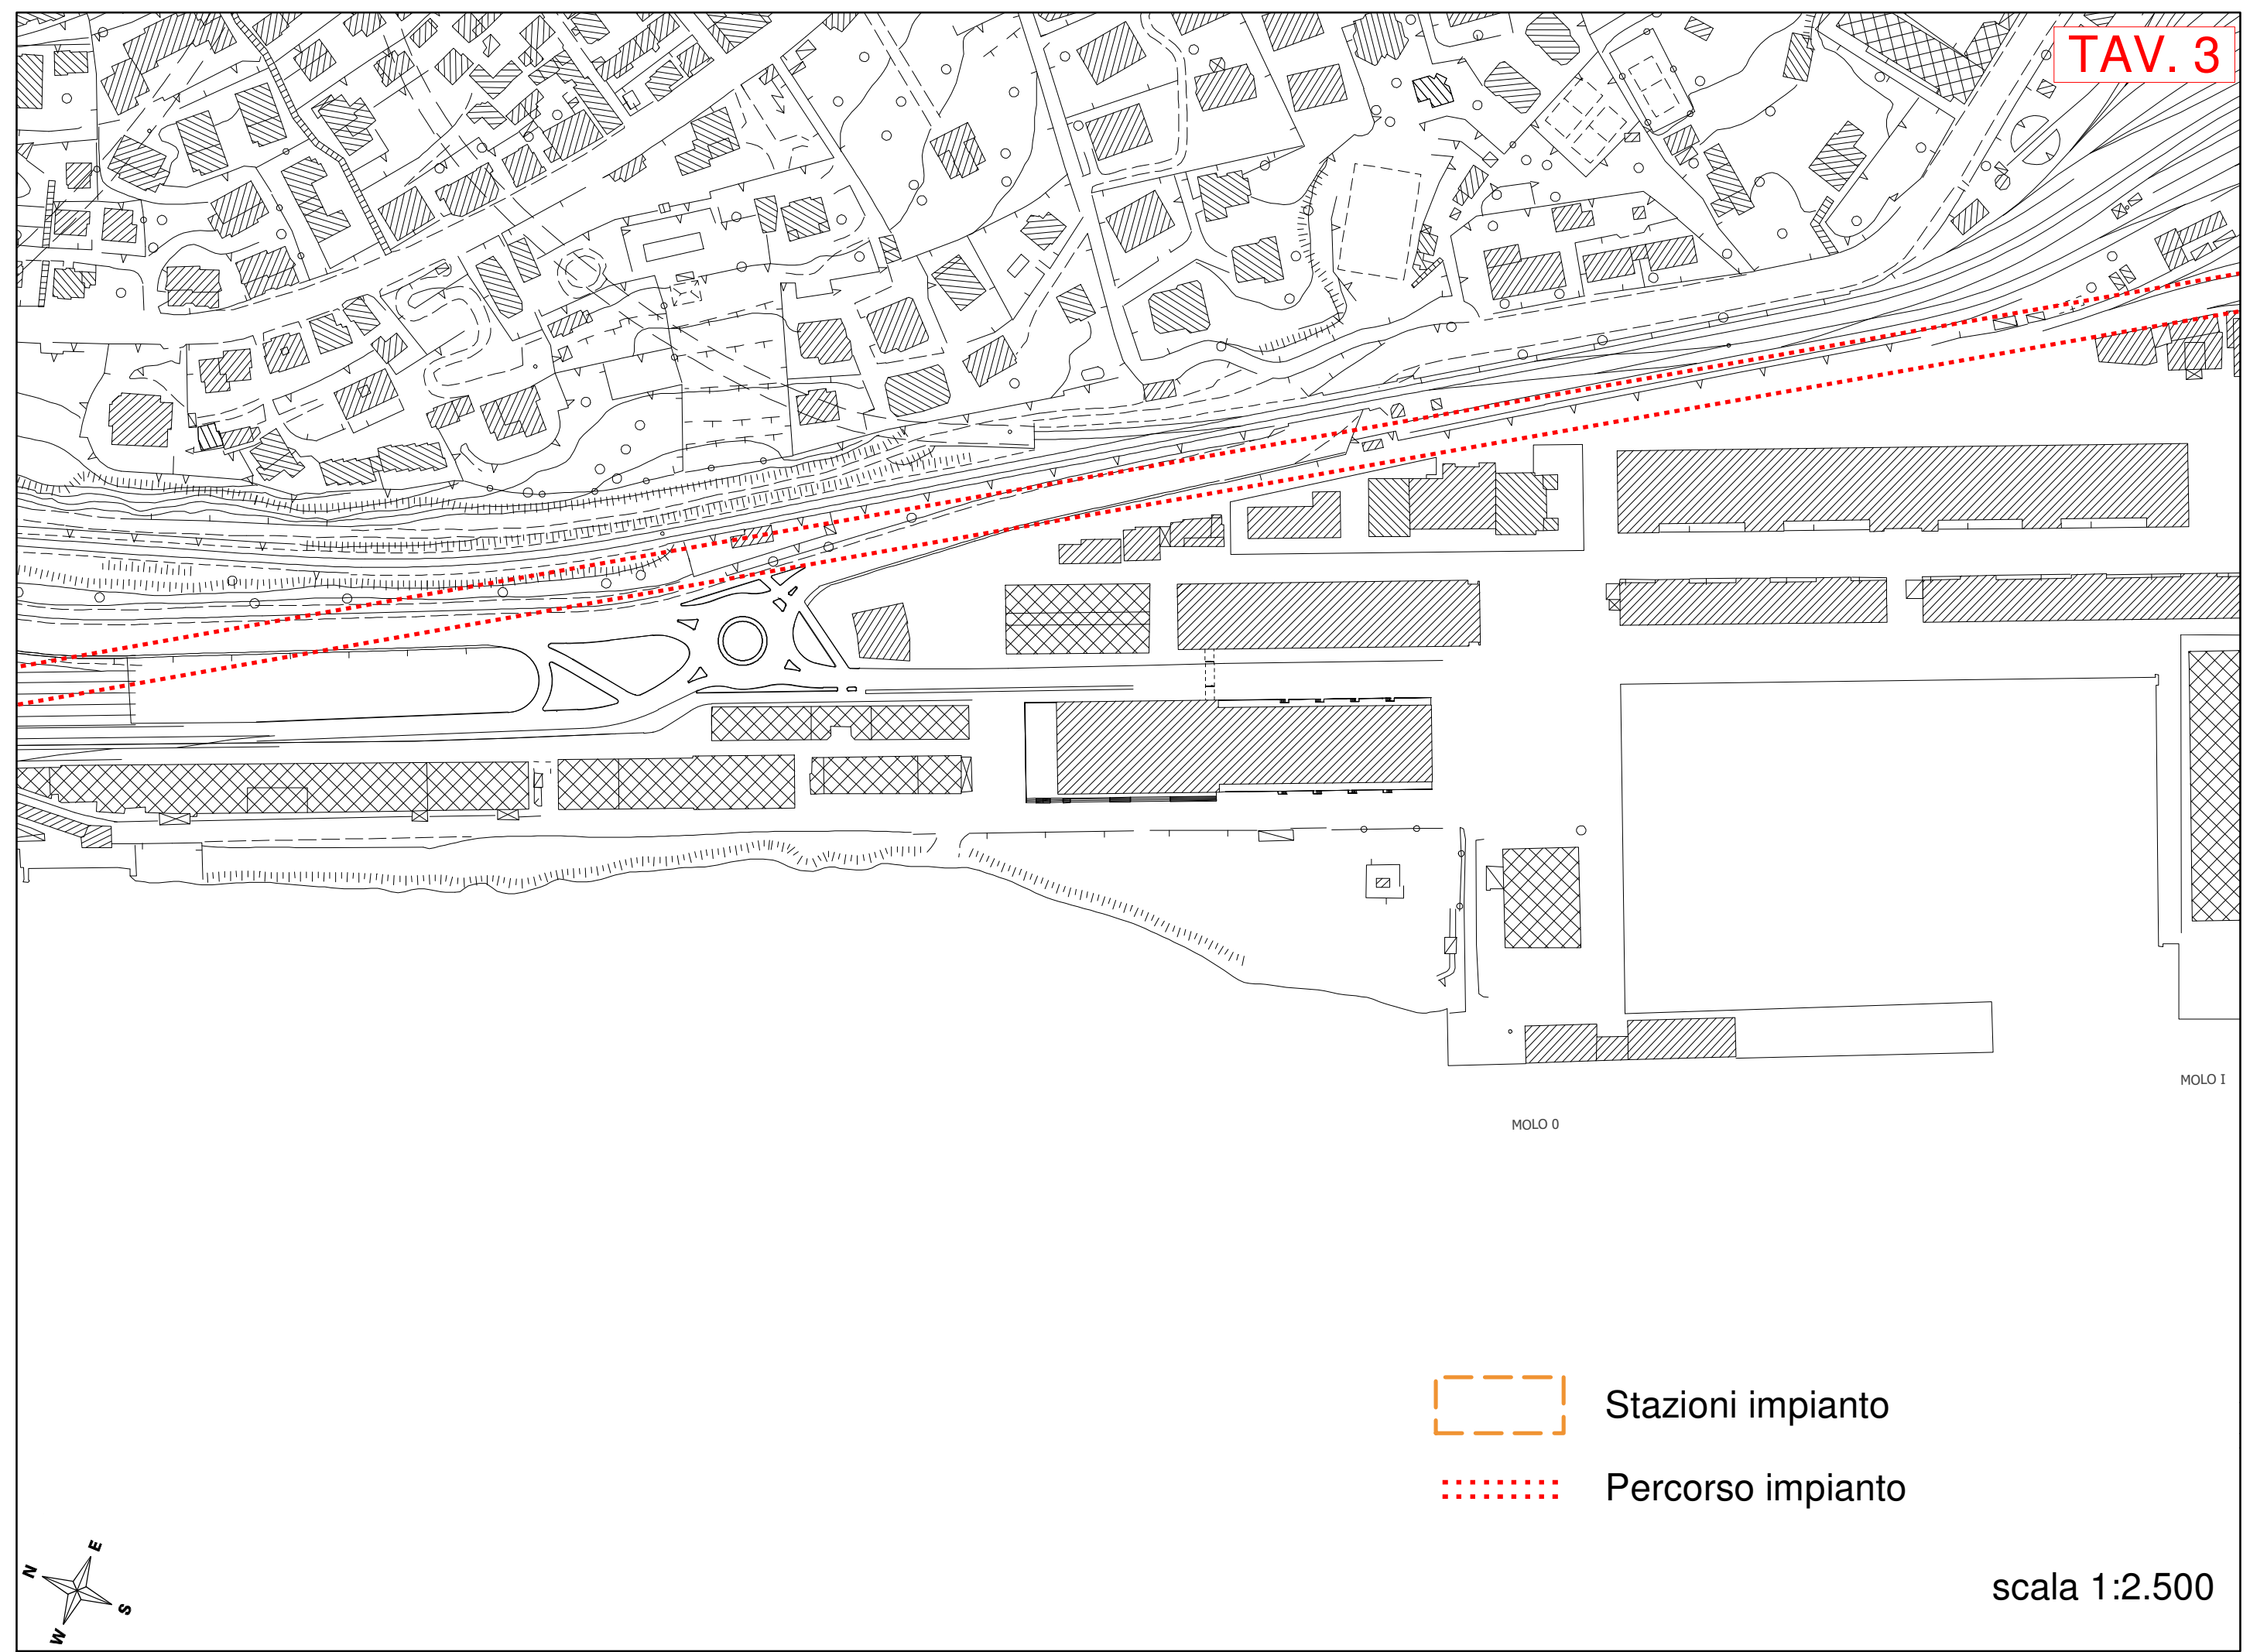 TAV. 3
MOLO I
MOLO 0
Stazioni impianto
Percorso impianto
N
E
S
W
scala 1:2.500